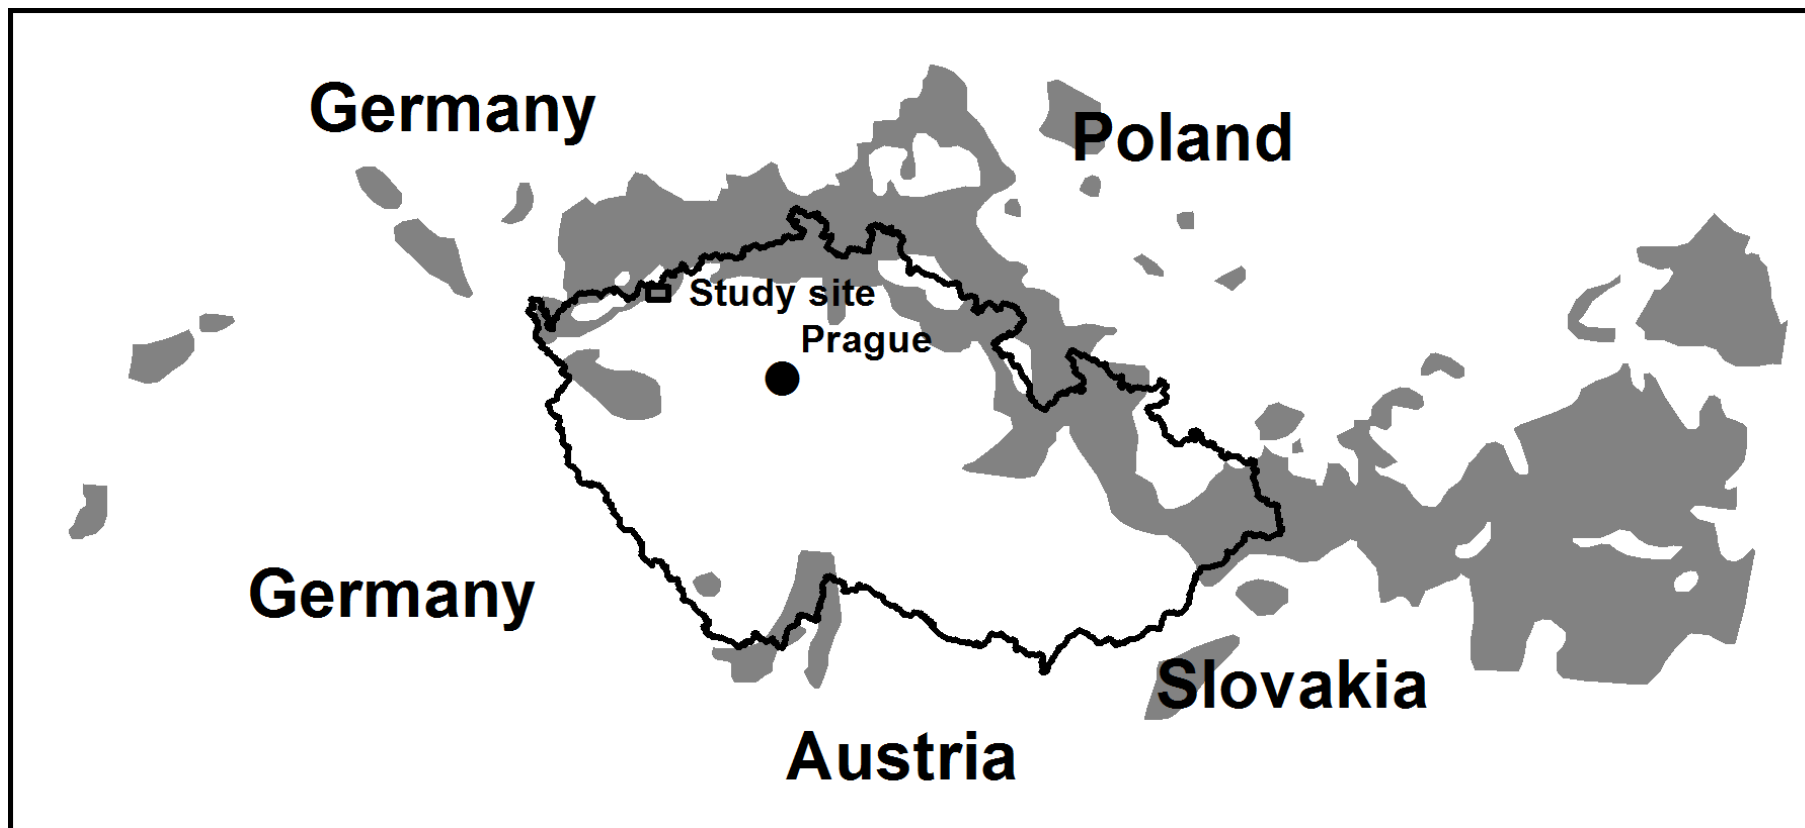 Germany
Poland
Study site
Prague
Germany
Slovakia
Austria